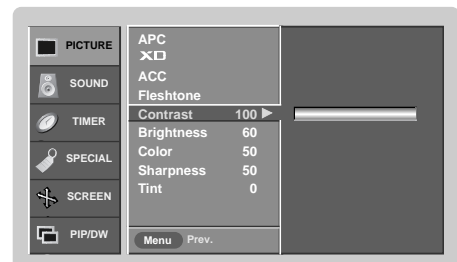 PICTURE
SOUND
TIMER
SPECIAL
SCREEN
PIP/DW
APC
XD
ACC
Fleshtone
Contrast 100 ▶
Brightness 60
Color 50
Sharpness 50
Tint 0
Menu Prev.